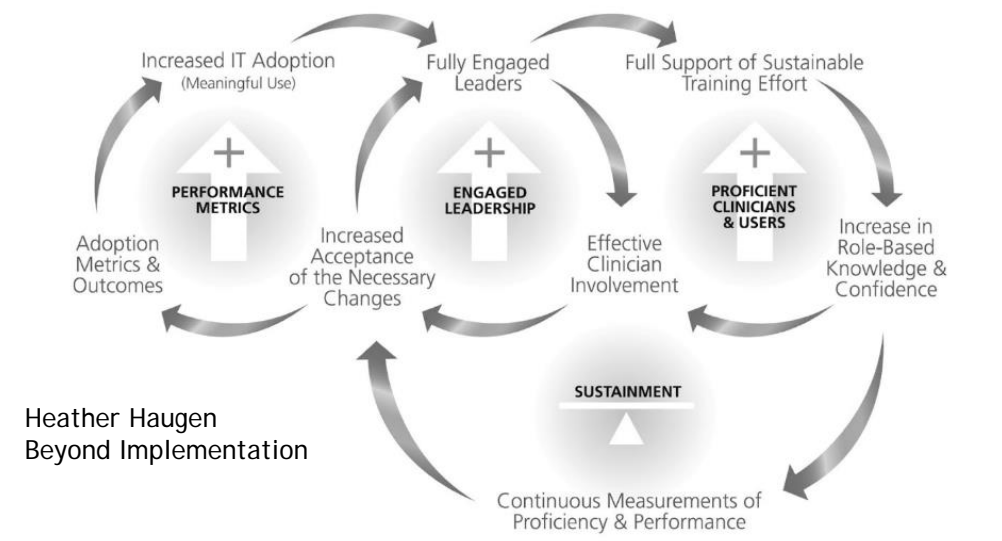 Increased IT Adoption
(Meaningful Use)
Fully Engaged
Leaders
Full Support of Sustainable
Training Effort
+
PERFORMANCE
METRICS
+
ENGAGED
LEADERSHIP
+
PROFICIENT
CLINICIANS
& USERS
Adoption
Metrics &
Outcomes
Increased
Acceptance
of the Necessary
Changes
Effective
Clinician
Involvement
Increase in
Role-Based
Knowledge &
Confidence
SUSTAINMENT
Heather Haugen
Beyond Implementation
Continuous Measurements of
Proficiency & Performance